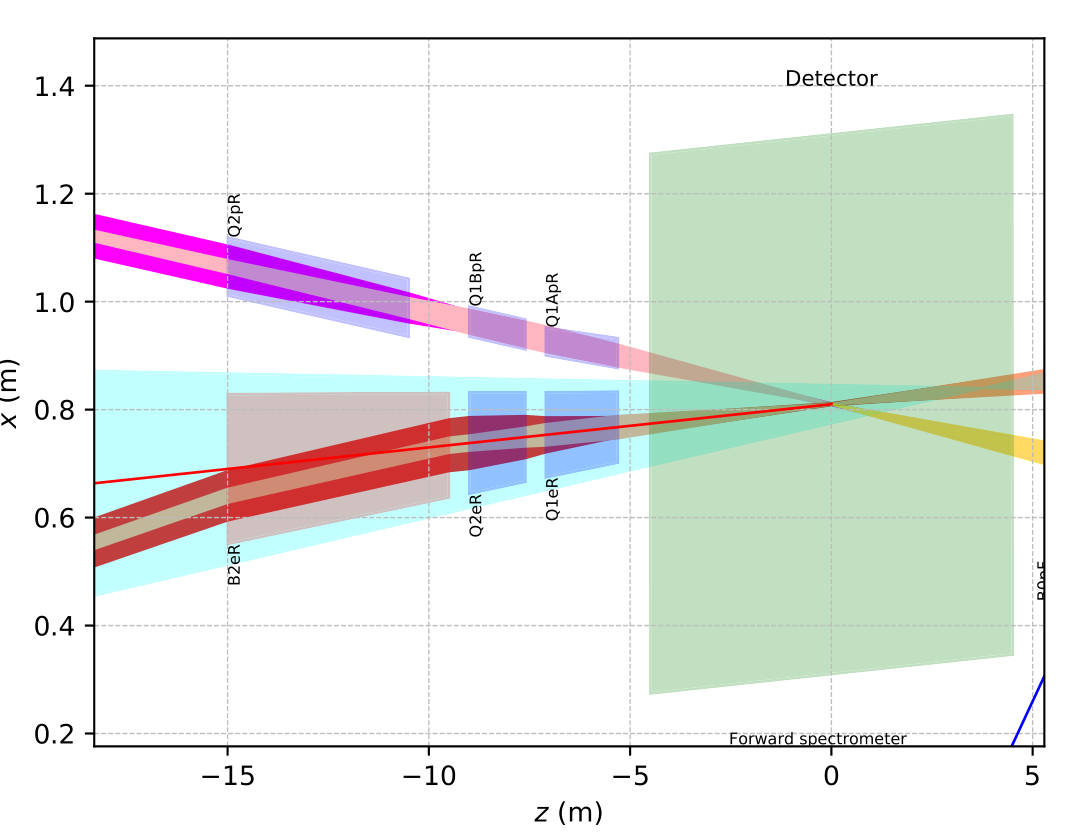 Detector
1.4
1.2
1.0
0.8
0.6
0.4
0.2
x (m)
Q2pR
Q1BpR
Q1ApR
B2eR
Q2eR
Q1eR
Forward spectrometer
−15
−10
−5
0
5
z (m)